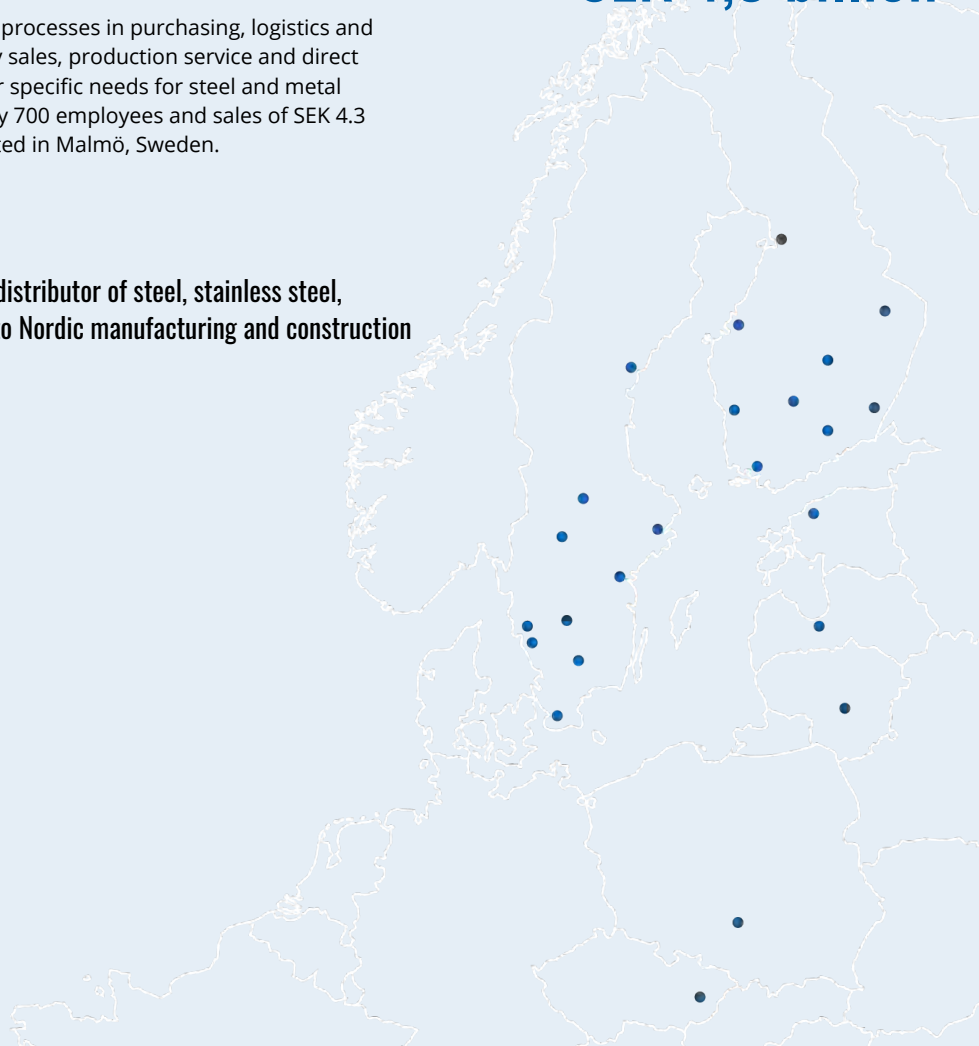 processes in purchasing, logistics and
y sales, production service and direct
r specific needs for steel and metal
y 700 employees and sales of SEK 4.3
ted in Malmö, Sweden.
distributor of steel, stainless steel,
o Nordic manufacturing and construction